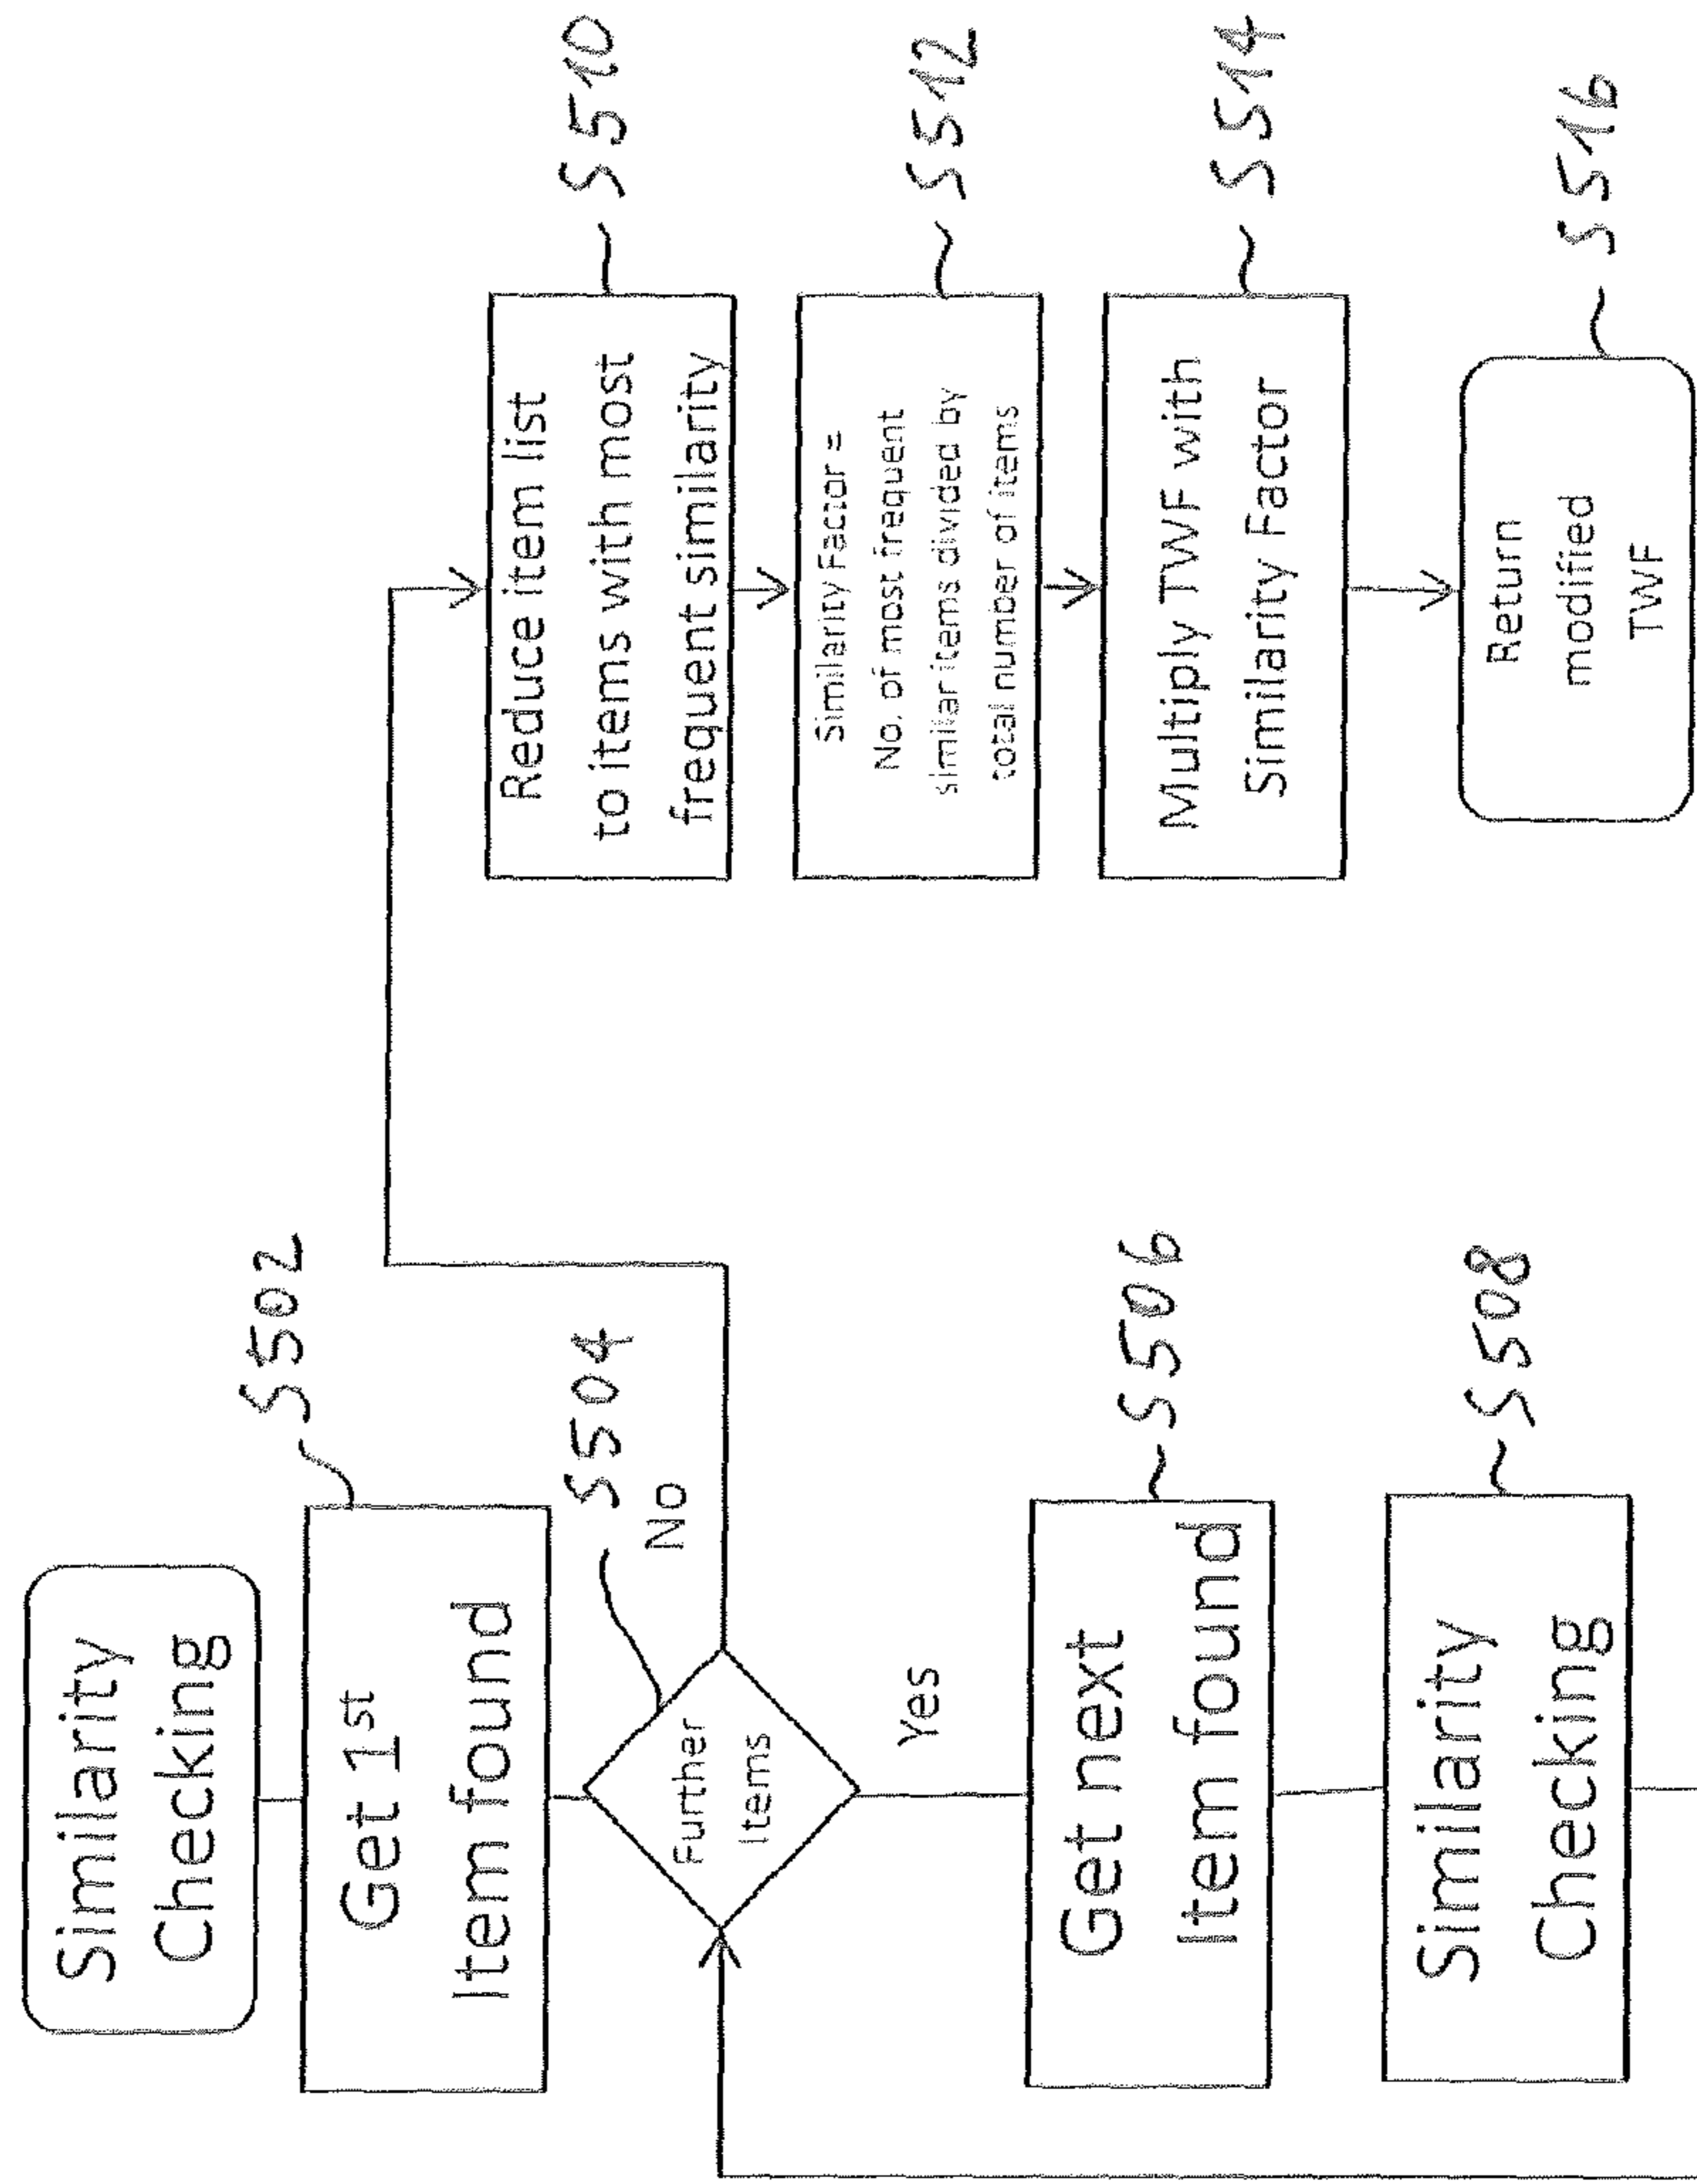 Similarity
Checking
S502
Get 1st
Item found
S504
No
Further
Items
Yes
S506
Get next
Item found
S508
Similarity
Checking
S510
Reduce item list
to items with most
frequent similarity
S512
Similarity Factor =
No. of most frequent
similar items divided by
total number of items
S514
Multiply TWF with
Similarity Factor
S516
Return
modified
TWF